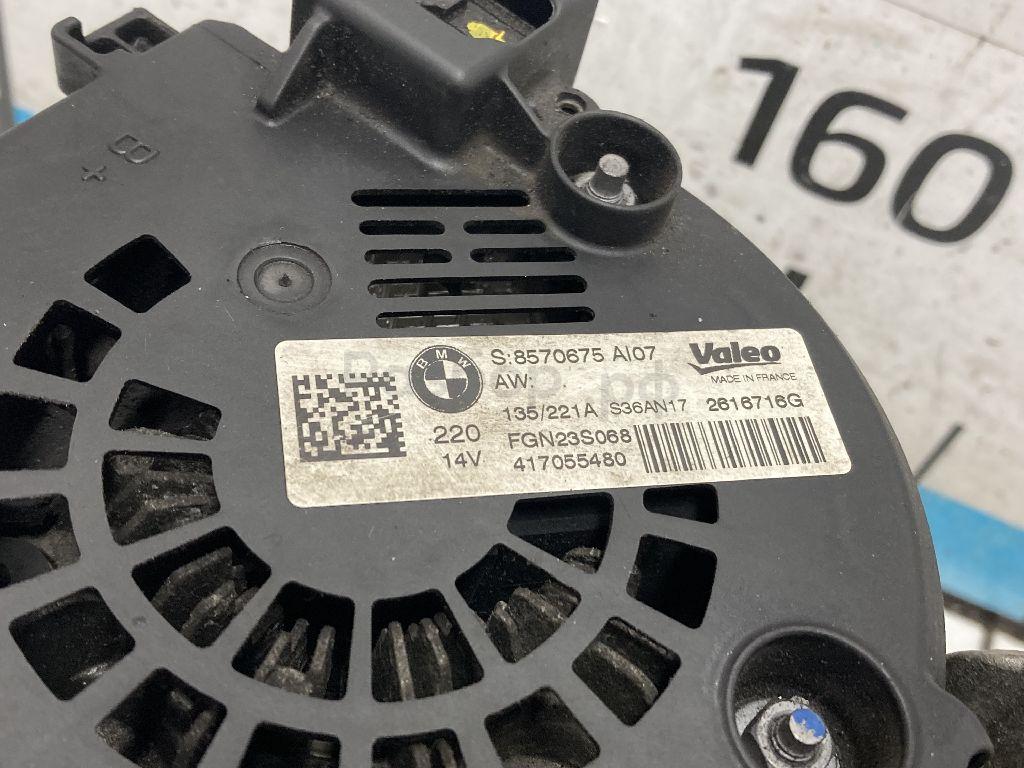 160
B
+
BMW
S:8570675 AI07
Valeo
AW:
MADE IN FRANCE
135/221A S36AN17 2616716G
220 FGN23S068
14V 417055480